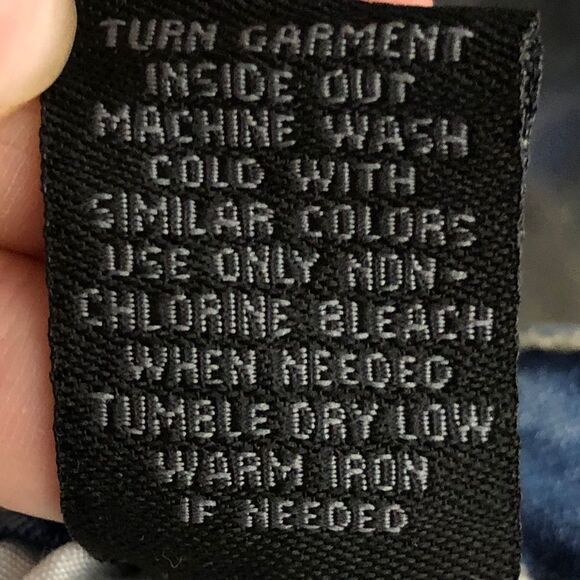 TURN GARMENT
INSIDE OUT
MACHINE WASH
COLD WITH
SIMILAR COLORS
USE ONLY NON-
CHLORINE BLEACH
WHEN NEEDED
TUMBLE DRY LOW
WARM IRON
IF NEEDED